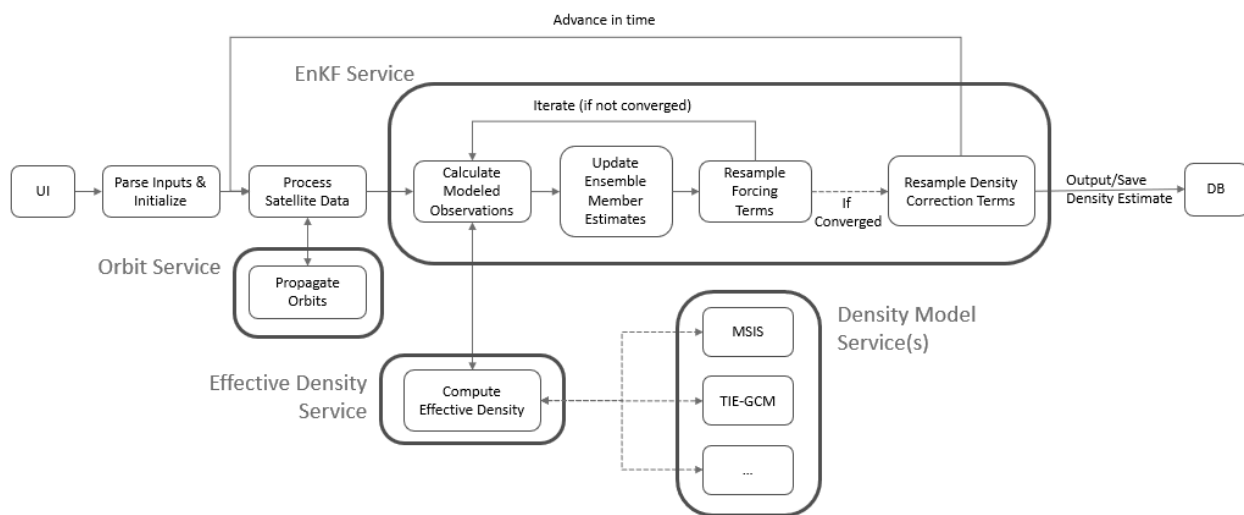 Advance in time
EnKF Service
Iterate (if not converged)
UI
Parse Inputs &
Initialize
Process
Satellite Data
Calculate
Modeled
Observations
Update
Ensemble
Member
Estimates
Resample
Forcing
Terms
If
Converged
Resample Density
Correction Terms
Output/Save
Density Estimate
DB
Orbit Service
Propagate
Orbits
Effective Density
Service
Compute
Effective Density
Density Model
Service(s)
MSIS
TIE-GCM
...